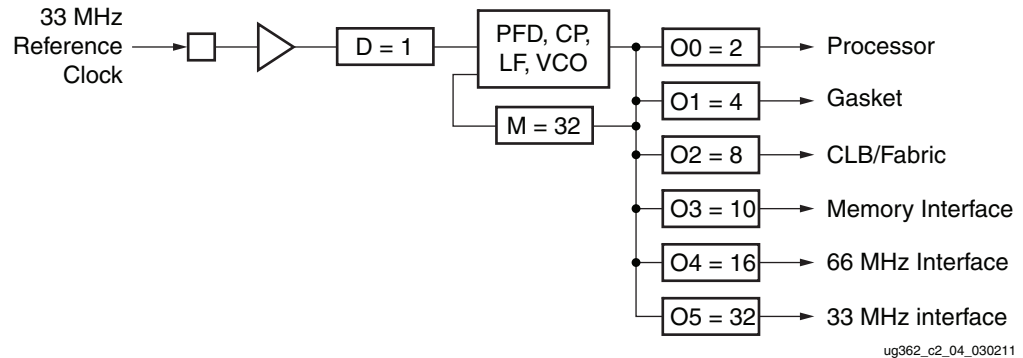 33 MHz
Reference
Clock
D = 1
PFD, CP,
LF, VCO
M = 32
O0 = 2
Processor
O1 = 4
Gasket
O2 = 8
CLB/Fabric
O3 = 10
Memory Interface
O4 = 16
66 MHz Interface
O5 = 32
33 MHz interface
ug362_c2_04_030211